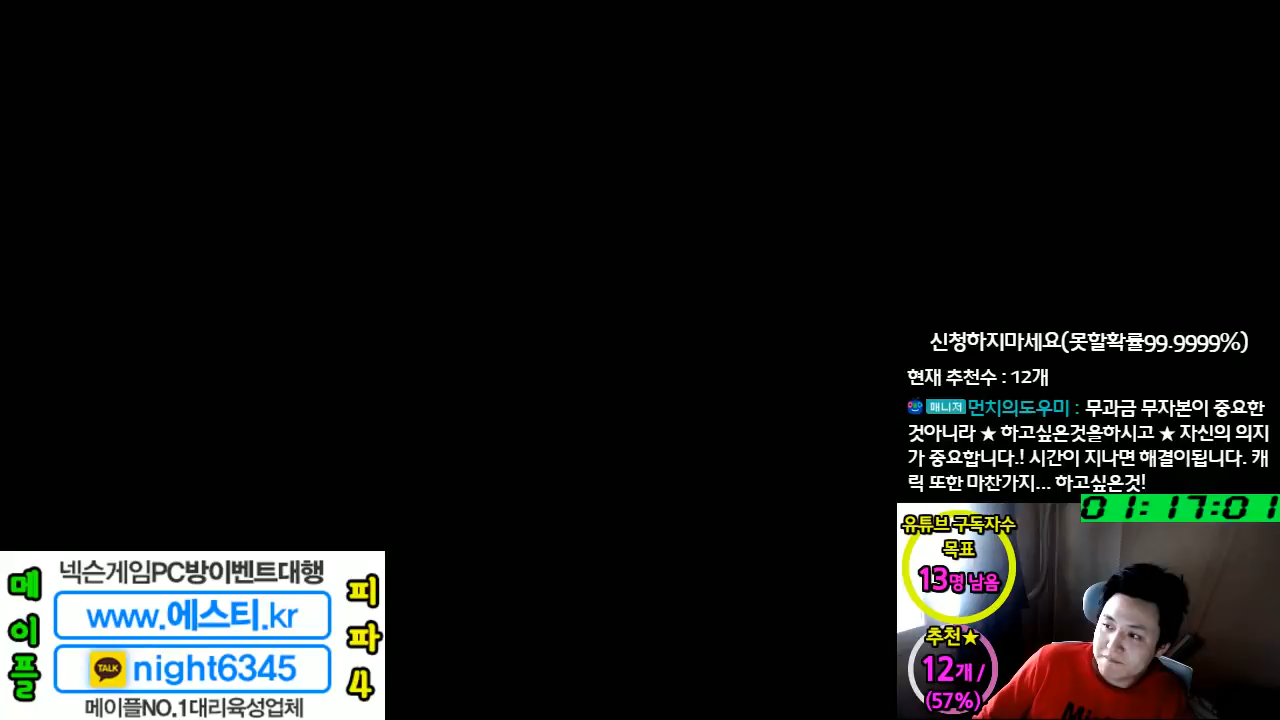 신청하지마세요(못할확률99.9999%)
현재 추천수 : 12개
매니저 먼치의도우미 : 무과금 무자본이 중요한
것아니라 ★ 하고싶은것을하시고 ★ 자신의 의지
가 중요합니다.! 시간이 지나면 해결이됩니다. 캐
릭 또한 마찬가지... 하고싶은것!
01:17:01
유튜브 구독자수
목표
13명 남음
추천★
12개 /
(57%)
넥슨게임PC방이벤트대행
www.에스티.kr
TALK night6345
메이플NO.1대리육성업체
메이플
피파4